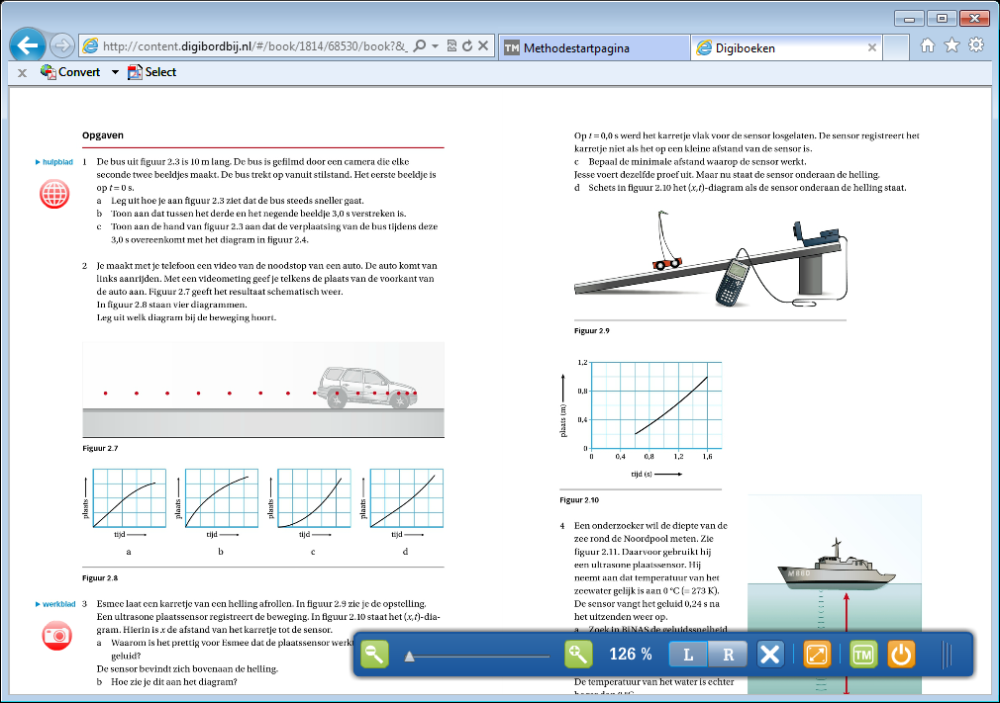 http://content.digibordbij.nl/#/book/1814/68530/book?&_
TM Methodestartpagina
Digiboeken
Convert
Select
Opgaven
hulpblad
1 De bus uit figuur 2.3 is 10 m lang. De bus is gefilmd door een camera die elke
seconde twee beeldjes maakt. De bus trekt op vanuit stilstand. Het eerste beeldje is
op t = 0 s.
a Leg uit hoe je aan figuur 2.3 ziet dat de bus steeds sneller gaat.
b Toon aan dat tussen het derde en het negende beeldje 3,0 s verstreken is.
c Toon aan de hand van figuur 2.3 aan dat de verplaatsing van de bus tijdens deze
3,0 s overeenkomt met het diagram in figuur 2.4.
2 Je maakt met je telefoon een video van de noodstop van een auto. De auto komt van
links aanrijden. Met een videometing geef je telkens de plaats van de voorkant van
de auto aan. Figuur 2.7 geeft het resultaat schematisch weer.
In figuur 2.8 staan vier diagrammen.
Leg uit welk diagram bij de beweging hoort.
Figuur 2.7
plaats
plaats
plaats
plaats
tijd
tijd
tijd
tijd
a
b
c
d
Figuur 2.8
werkblad
3 Esmee laat een karretje van een helling afrollen. In figuur 2.9 zie je de opstelling.
Een ultrasone plaatssensor registreert de beweging. In figuur 2.10 staat het (x,t)-dia-
gram. Hierin is x de afstand van het karretje tot de sensor.
a Waarom is het prettig voor Esmee dat de plaatssensor werkt
geluid?
De sensor bevindt zich bovenaan de helling.
b Hoe zie je dit aan het diagram?
Op t = 0,0 s werd het karretje vlak voor de sensor losgelaten. De sensor registreert het
karretje niet als het op een kleine afstand van de sensor is.
c Bepaal de minimale afstand waarop de sensor werkt.
Jesse voert dezelfde proef uit. Maar nu staat de sensor onderaan de helling.
d Schets in figuur 2.10 het (x,t)-diagram als de sensor onderaan de helling staat.
Figuur 2.9
plaats (m)
1,2
0,8
0,4
0
0 0,4 0,8 1,2 1,6
tijd (s)
Figuur 2.10
4 Een onderzoeker wil de diepte van de
zee rond de Noordpool meten. Zie
figuur 2.11. Daarvoor gebruikt hij
een ultrasone plaatssensor. Hij
neemt aan dat temperatuur van het
zeewater gelijk is aan 0 °C (= 273 K).
De sensor vangt het geluid 0,24 s na
het uitzenden weer op.
a Zoek in BINAS de geluidssnelheid
De temperatuur van het water is echter
M 860
126 %
L
R
TM